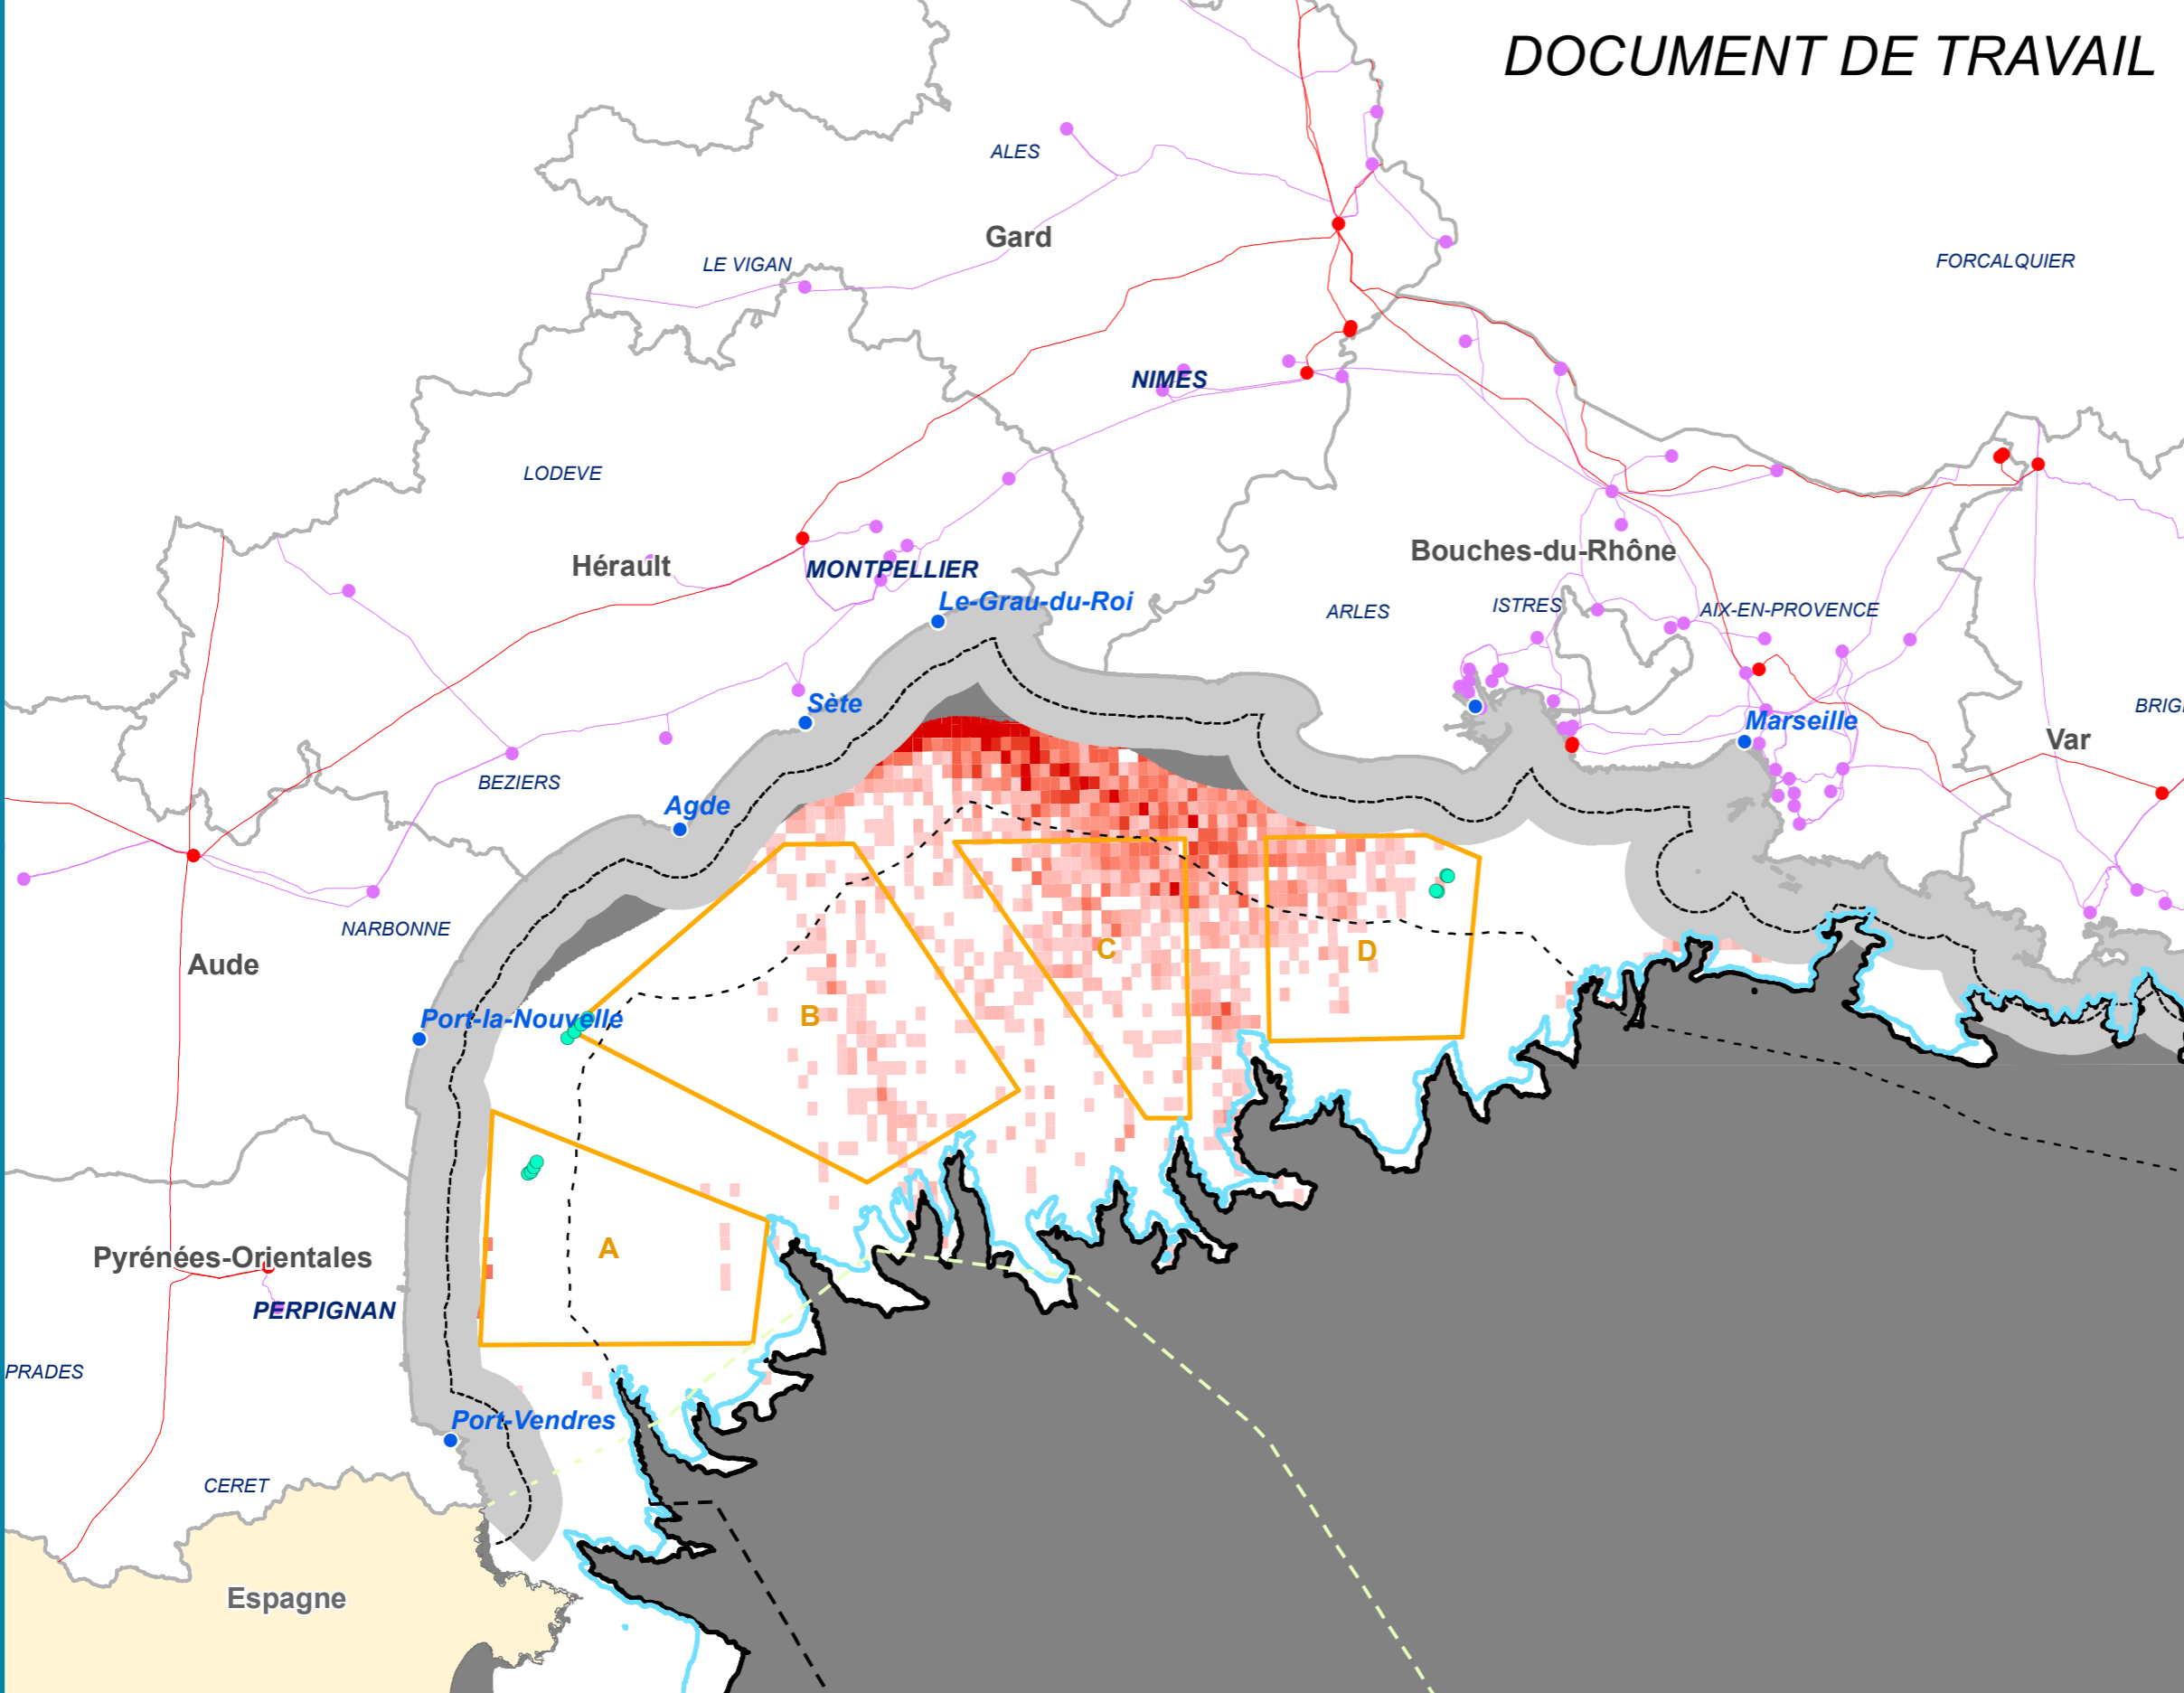 DOCUMENT DE TRAVAIL
ALES
Gard
LE VIGAN
FORCALQUIER
NIMES
LODEVE
Hérault
MONTPELLIER
Bouches-du-Rhône
Le-Grau-du-Roi
ARLES
ISTRES
AIX-EN-PROVENCE
Sète
Marseille
BRIG
Var
BEZIERS
Agde
NARBONNE
Aude
C
D
B
Port-la-Nouvelle
A
Pyrénées-Orientales
PERPIGNAN
PRADES
Port-Vendres
CERET
Espagne